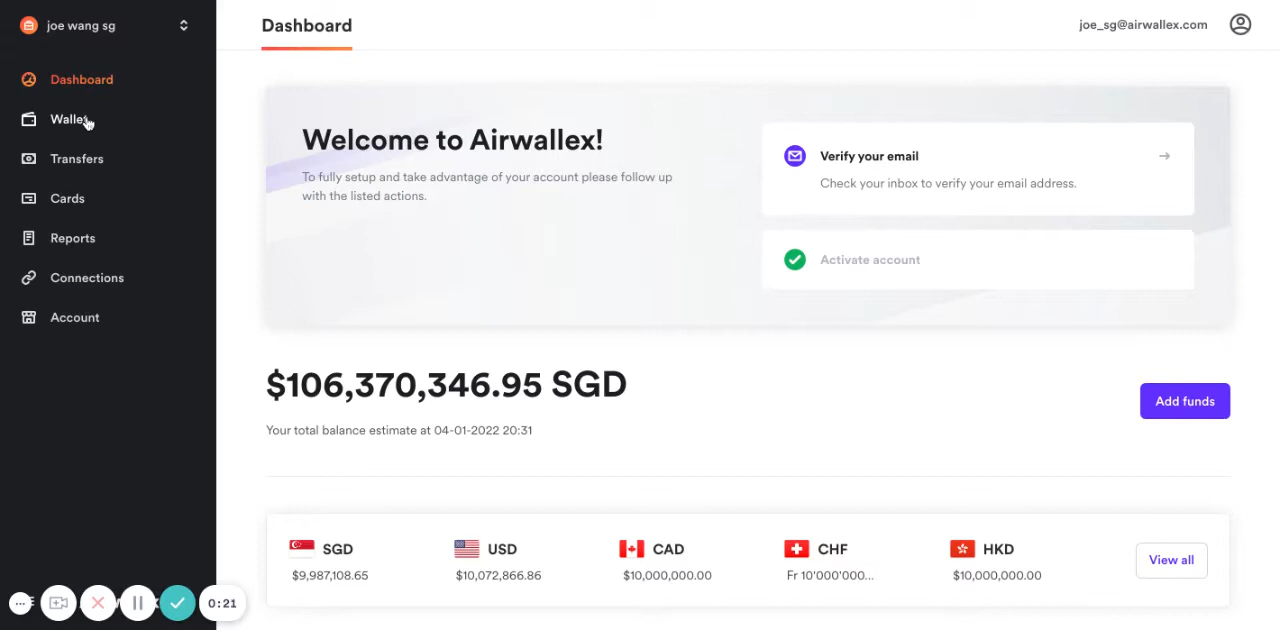 joe wang sg
Dashboard
Wallet
Transfers
Cards
Reports
Connections
Account
0:21
Dashboard
joe_sg@airwallex.com
Welcome to Airwallex!
To fully setup and take advantage of your account please follow up
with the listed actions.
Verify your email
Check your inbox to verify your email address.
Activate account
$106,370,346.95 SGD
Your total balance estimate at 04-01-2022 20:31
Add funds
SGD
$9,987,108.65
USD
$10,072,866.86
CAD
$10,000,000.00
CHF
Fr 10'000'000...
HKD
$10,000,000.00
View all